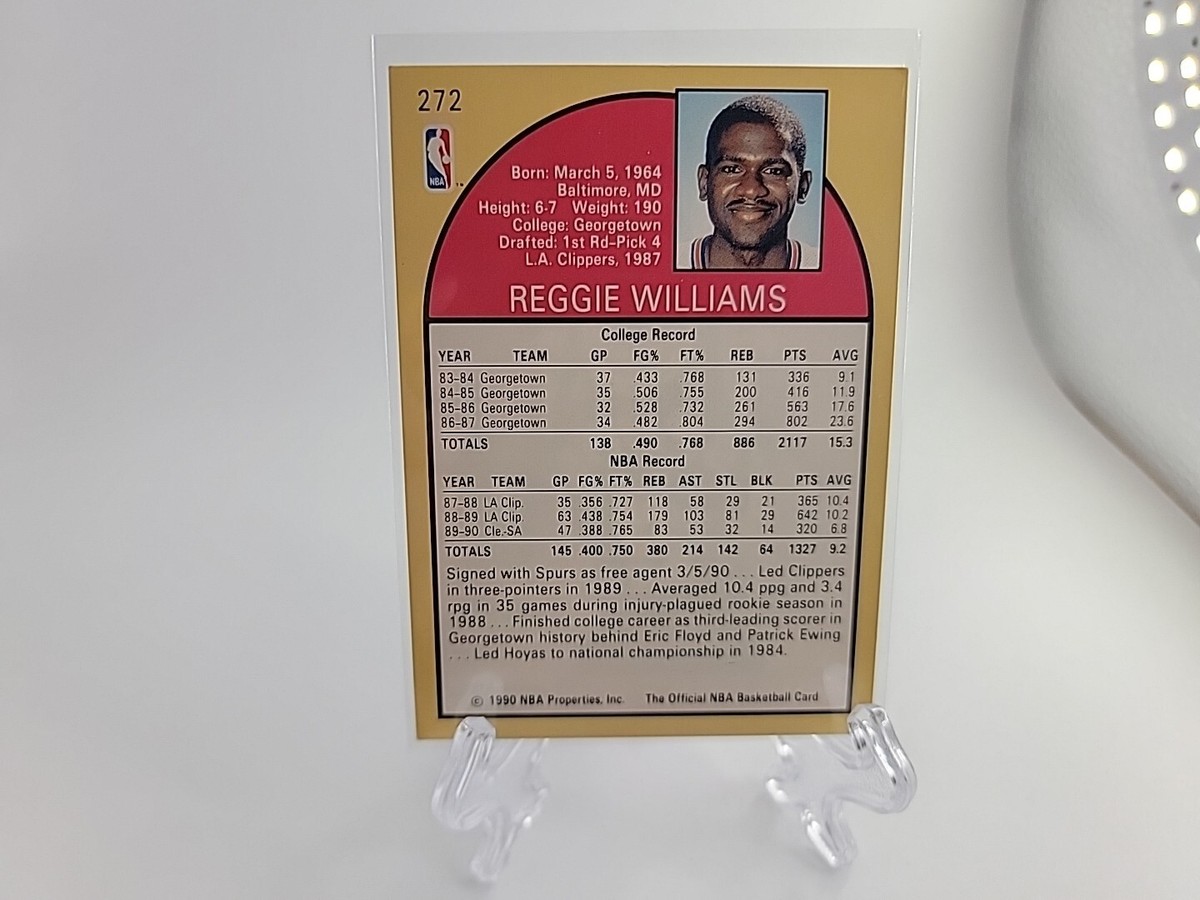 272
NBA
Born: March 5, 1964
Baltimore, MD
Height: 6-7 Weight: 190
College: Georgetown
Drafted: 1st Rd-Pick 4
L.A. Clippers, 1987
REGGIE WILLIAMS
College Record
YEAR TEAM GP FG% FT% REB PTS AVG
83-84 Georgetown 37 .433 .768 131 336 9.1
84-85 Georgetown 35 .506 .755 200 416 11.9
85-86 Georgetown 32 .528 .732 261 563 17.6
86-87 Georgetown 34 .482 .804 294 802 23.6
TOTALS 138 .490 .768 886 2117 15.3
NBA Record
YEAR TEAM GP FG% FT% REB AST STL BLK PTS AVG
87-88 LA Clip. 35 .356 .727 118 58 29 21 365 10.4
88-89 LA Clip. 63 .438 .754 179 103 81 29 642 10.2
89-90 Cle.-SA 47 .388 .765 83 53 32 14 320 6.8
TOTALS 145 .400 .750 380 214 142 64 1327 9.2
Signed with Spurs as free agent 3/5/90 ... Led Clippers
in three-pointers in 1989 ... Averaged 10.4 ppg and 3.4
rpg in 35 games during injury-plagued rookie season in
1988 ... Finished college career as third-leading scorer in
Georgetown history behind Eric Floyd and Patrick Ewing
... Led Hoyas to national championship in 1984.
© 1990 NBA Properties, Inc. The Official NBA Basketball Card